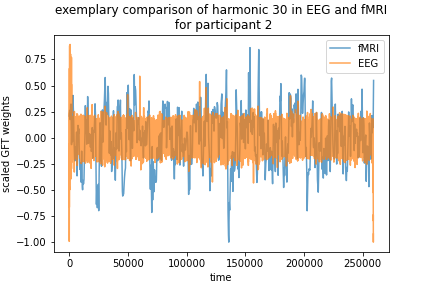 exemplary comparison of harmonic 30 in EEG and fMRI
for participant 2
fMRI
EEG
scaled GFT weights
0.75
0.50
0.25
0.00
−0.25
−0.50
−0.75
−1.00
0
50000
100000
150000
200000
250000
time